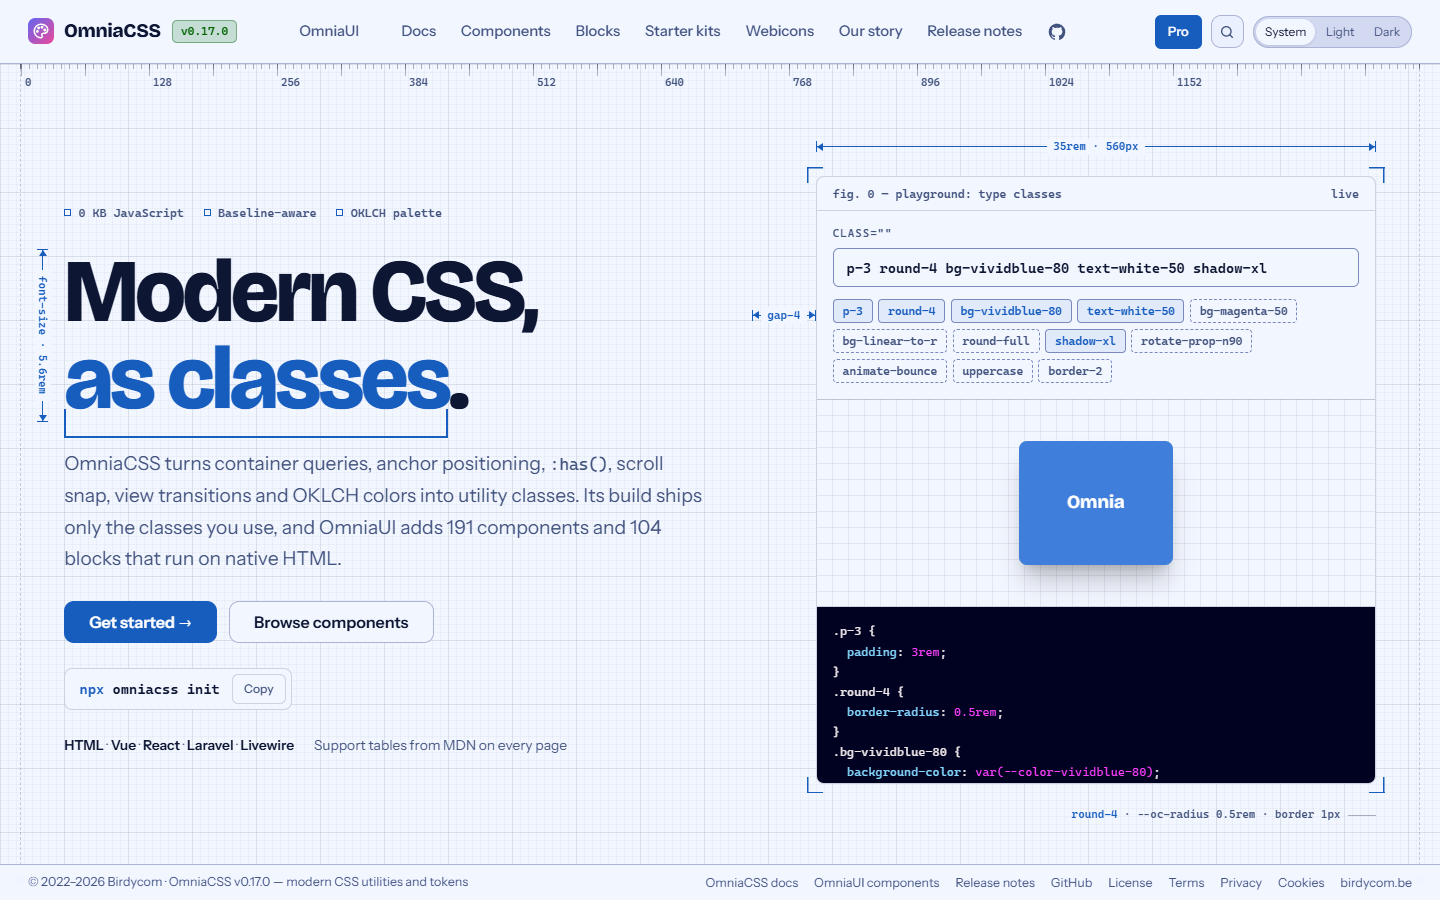 OmniaCSS v0.17.0 OmniaUI Docs Components Blocks Starter kits Webicons Our story Release notes Pro System Light Dark
0 128 256 384 512 640 768 896 1024 1152
35rem · 560px
fig. 0 — playground: type classes live
0 KB JavaScript Baseline-aware OKLCH palette
CLASS=""
font-size · 5.6rem
Modern CSS,
as classes.
p-3 round-4 bg-vividblue-80 text-white-50 shadow-xl
gap-4
p-3 round-4 bg-vividblue-80 text-white-50 bg-magenta-50
bg-linear-to-r round-full shadow-xl rotate-prop-n90
animate-bounce uppercase border-2
OmniaCSS turns container queries, anchor positioning, :has(), scroll
snap, view transitions and OKLCH colors into utility classes. Its build ships
only the classes you use, and OmniaUI adds 191 components and 104
blocks that run on native HTML.
Omnia
Get started → Browse components
npx omniacss init Copy
HTML · Vue · React · Laravel · Livewire Support tables from MDN on every page
.p-3 {
padding: 3rem;
}
.round-4 {
border-radius: 0.5rem;
}
.bg-vividblue-80 {
background-color: var(--color-vividblue-80);
round-4 · --oc-radius 0.5rem · border 1px
© 2022–2026 Birdycom · OmniaCSS v0.17.0 — modern CSS utilities and tokens OmniaCSS docs OmniaUI components Release notes GitHub License Terms Privacy Cookies birdycom.be